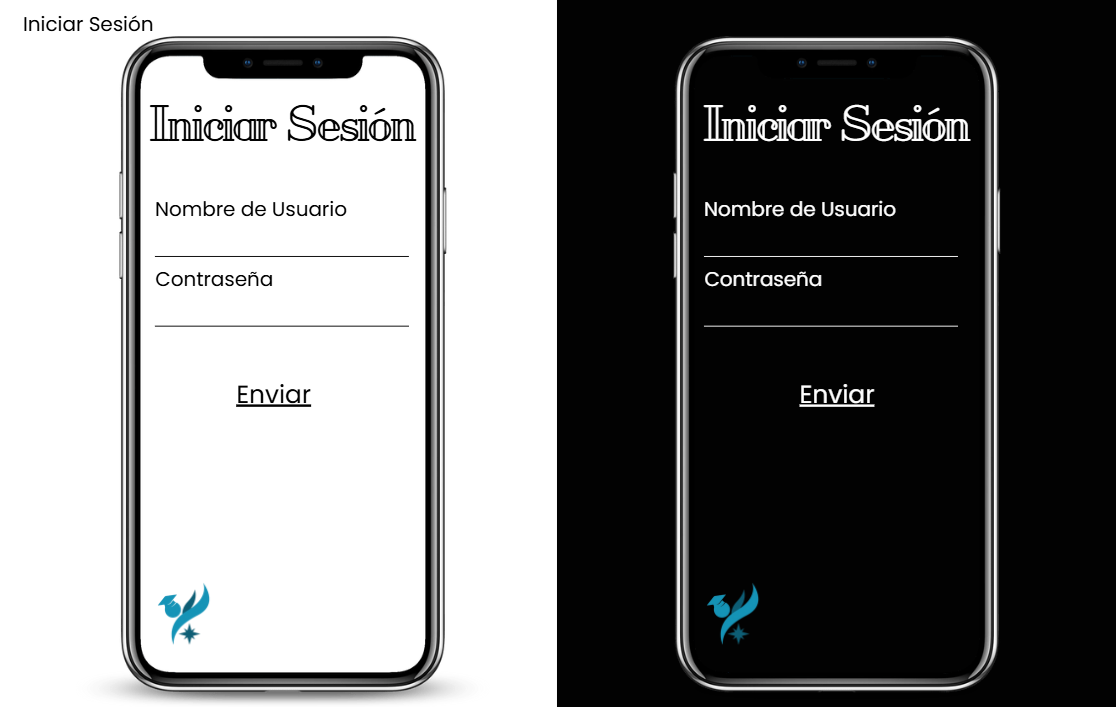 Iniciar Sesión
Iniciar Sesión
Nombre de Usuario
Contraseña
Enviar
Iniciar Sesión
Nombre de Usuario
Contraseña
Enviar